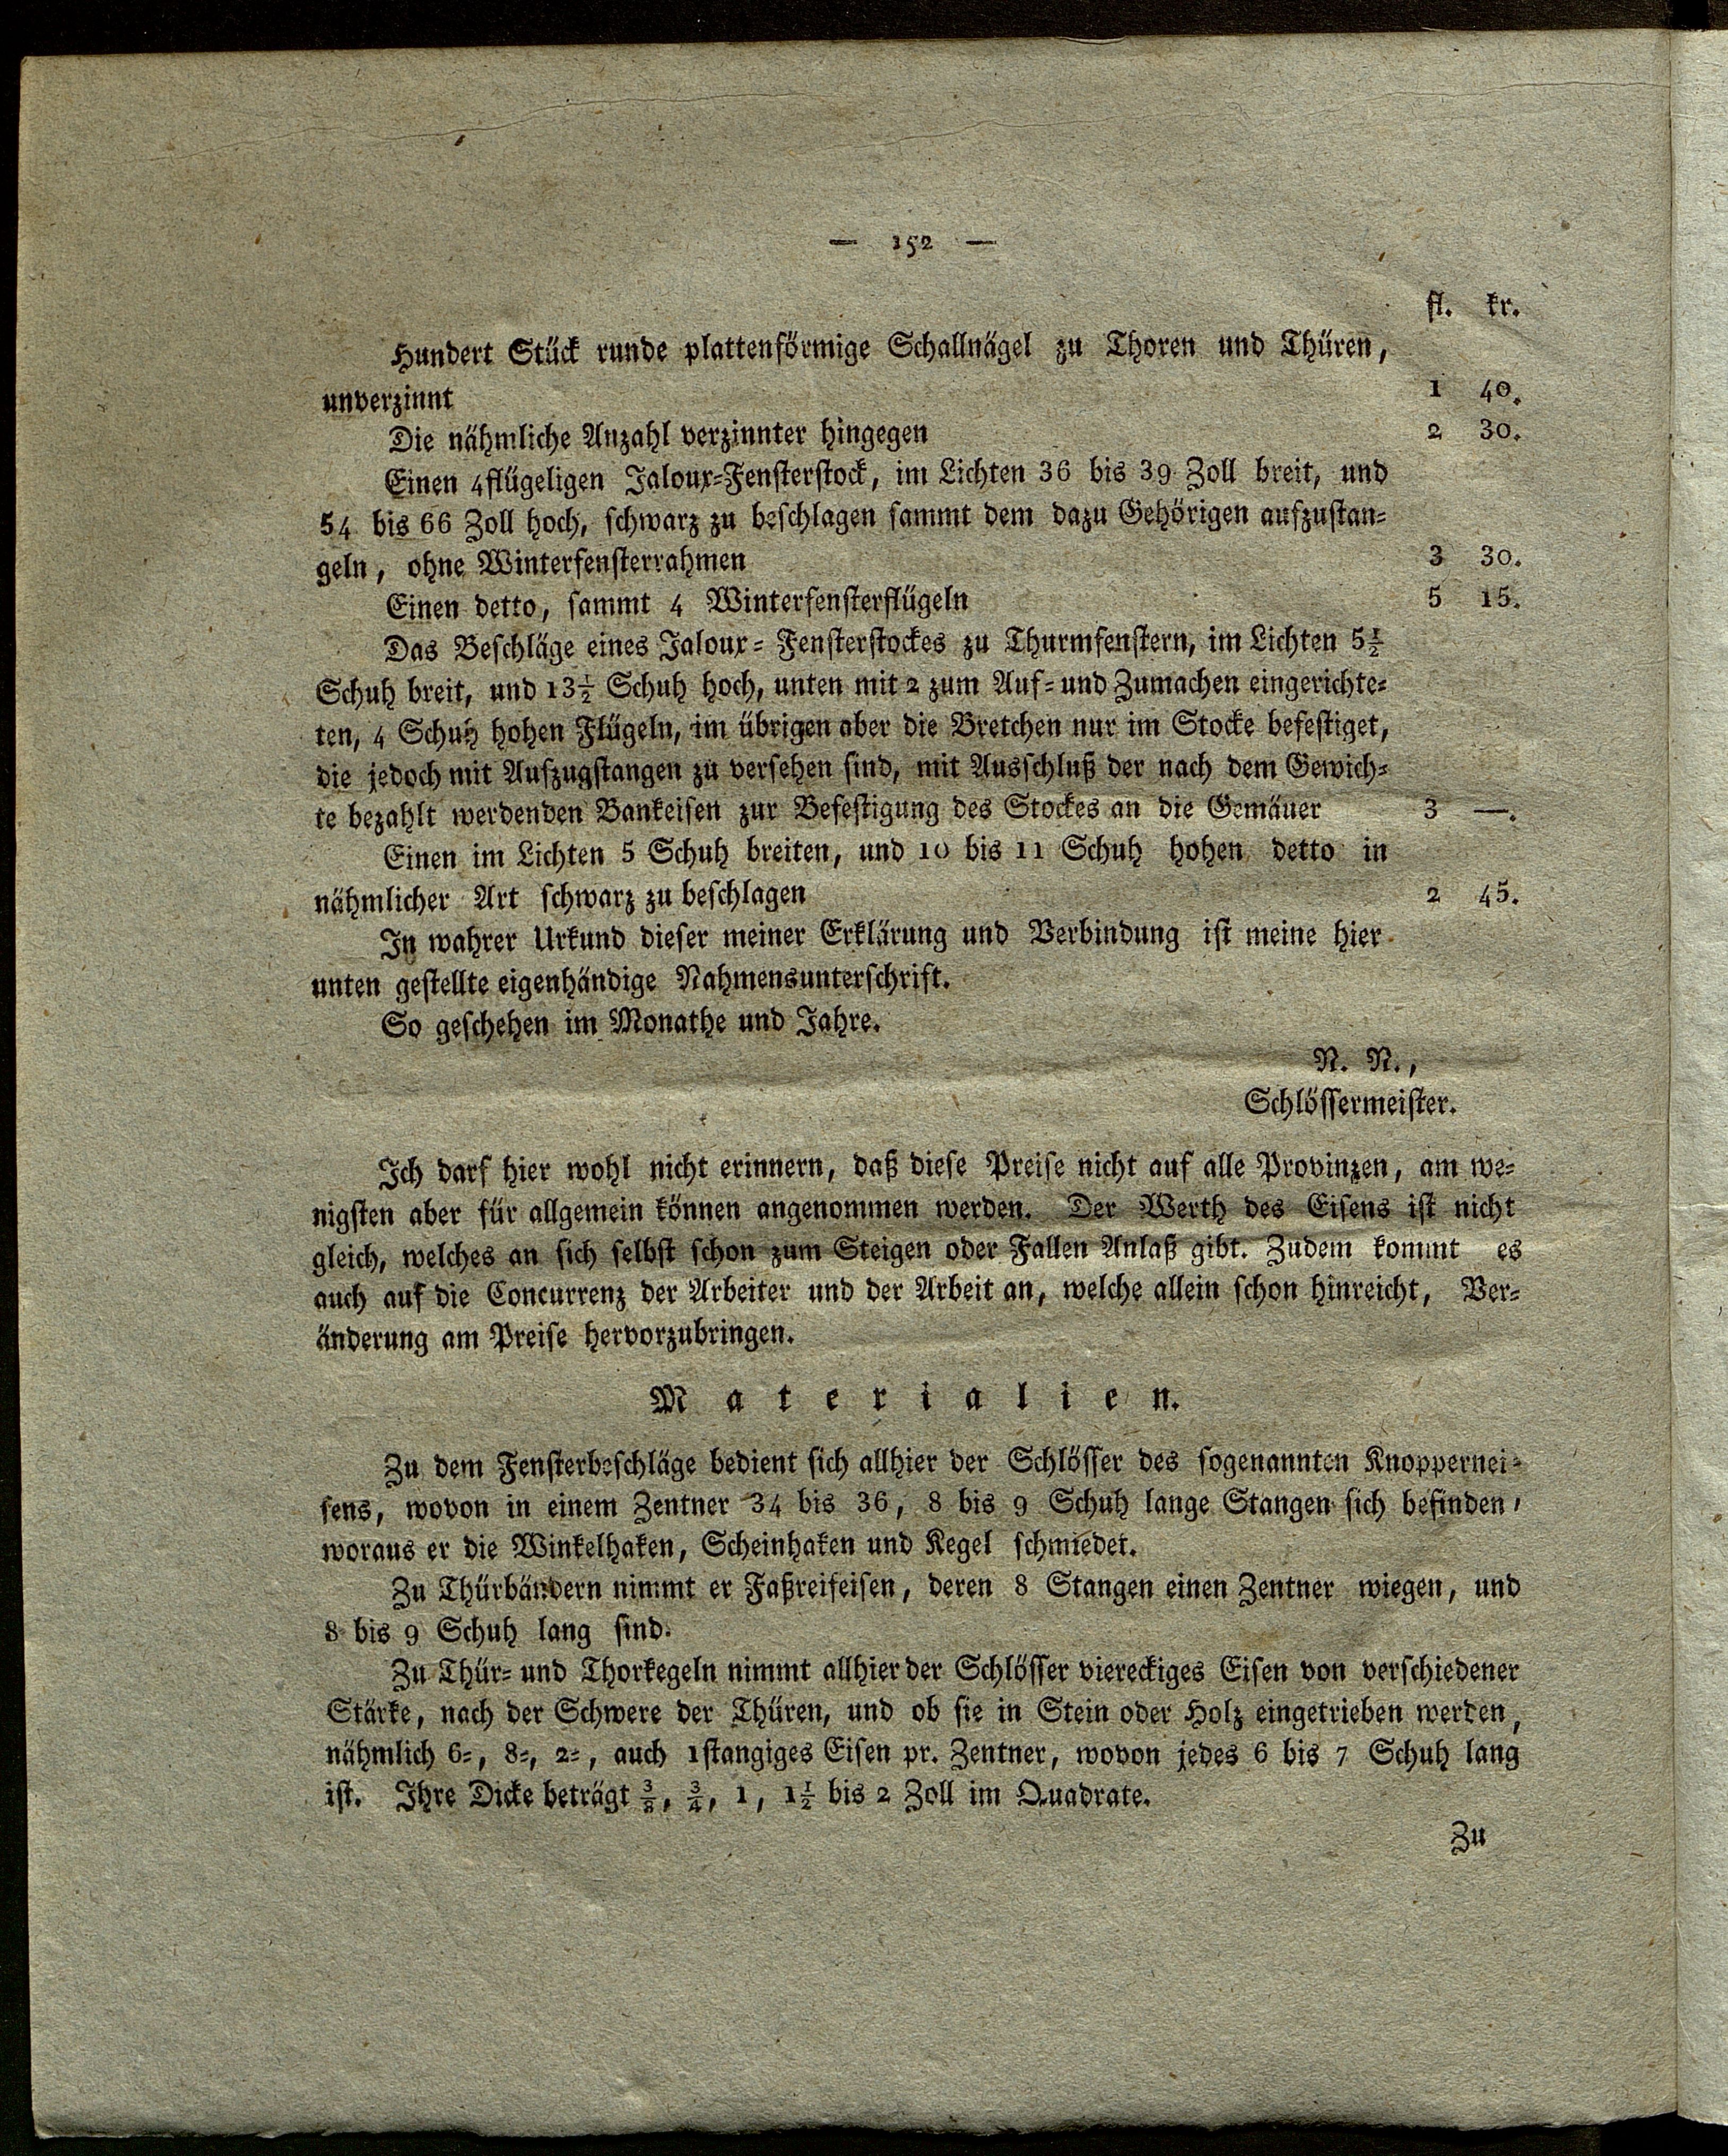 — 152 —
fl. kr.
Hundert Stück runde plattenförmige Schallnägel zu Thoren und Thüren,
unverzinnt 1 40.
Die nähmliche Anzahl verzinnter hingegen 2 30.
Einen 4flügeligen Jaloux-Fensterstock, im Lichten 36 bis 39 Zoll breit, und
54 bis 66 Zoll hoch, schwarz zu beschlagen sammt dem dazu Gehörigen aufzustan-
geln, ohne Winterfensterrahmen 3 30.
Einen detto, sammt 4 Winterfensterflügeln 5 15.
Das Beschläge eines Jaloux-Fensterstockes zu Thurmfenstern, im Lichten 5½
Schuh breit, und 13½ Schuh hoch, unten mit 2 zum Auf- und Zumachen eingerichte-
ten, 4 Schuh hohen Flügeln, im übrigen aber die Bretchen nur im Stocke befestiget,
die jedoch mit Aufzugstangen zu versehen sind, mit Ausschluß der nach dem Gewich-
te bezahlt werdenden Bankeisen zur Befestigung des Stockes an die Gemäuer 3 —.
Einen im Lichten 5 Schuh breiten, und 10 bis 11 Schuh hohen detto in
nähmlicher Art schwarz zu beschlagen 2 45.
In wahrer Urkund dieser meiner Erklärung und Verbindung ist meine hier
unten gestellte eigenhändige Nahmensunterschrift.
So geschehen im Monathe und Jahre.
N. N.,
Schlössermeister.
Ich darf hier wohl nicht erinnern, daß diese Preise nicht auf alle Provinzen, am we-
nigsten aber für allgemein können angenommen werden. Der Werth des Eisens ist nicht
gleich, welches an sich selbst schon zum Steigen oder Fallen Anlaß gibt. Zudem kommt es
auch auf die Concurrenz der Arbeiter und der Arbeit an, welche allein schon hinreicht, Ver-
änderung am Preise hervorzubringen.
Materialien.
Zu dem Fensterbeschläge bedient sich allhier der Schlösser des sogenannten Knoppernei-
sens, wovon in einem Zentner 34 bis 36, 8 bis 9 Schuh lange Stangen sich befinden,
woraus er die Winkelhaken, Scheinhaken und Kegel schmiedet.
Zu Thürbändern nimmt er Faßreifeisen, deren 8 Stangen einen Zentner wiegen, und
8 bis 9 Schuh lang sind.
Zu Thür- und Thorkegeln nimmt allhier der Schlösser viereckiges Eisen von verschiedener
Stärke, nach der Schwere der Thüren, und ob sie in Stein oder Holz eingetrieben werden,
nähmlich 6-, 8-, 2-, auch 1stangiges Eisen pr. Zentner, wovon jedes 6 bis 7 Schuh lang
ist. Ihre Dicke beträgt ⅜, ¾, 1, 1½ bis 2 Zoll im Quadrate.
Zu